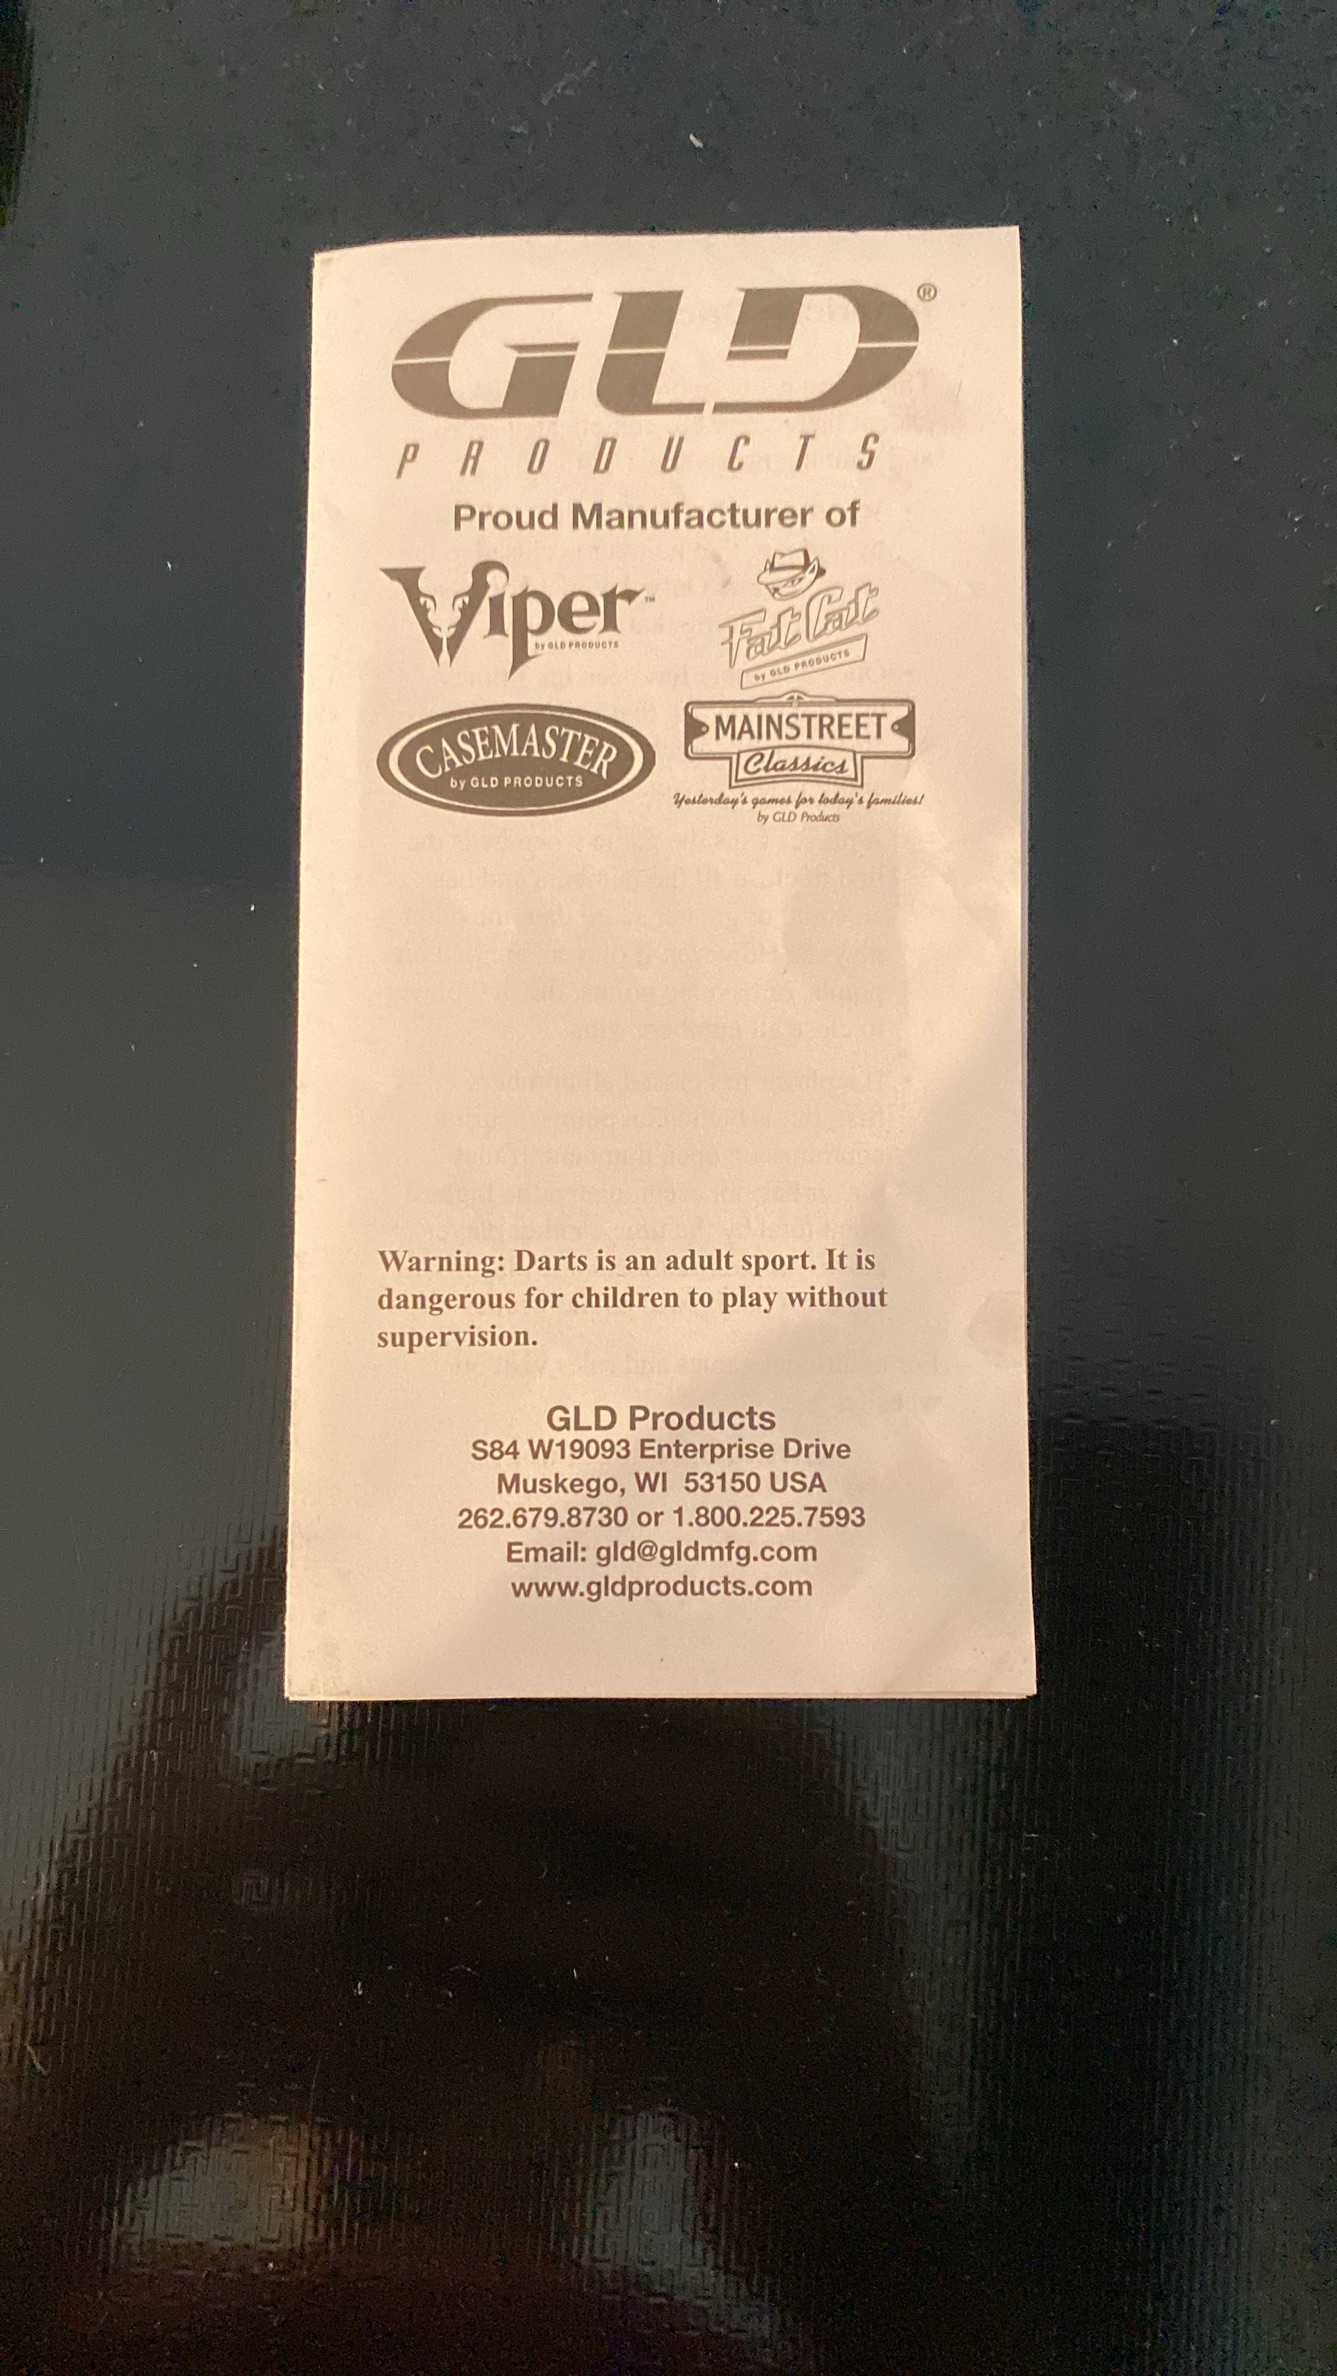 GLD®
PRODUCTS
Proud Manufacturer of
Viper™
by GLD PRODUCTS
Fat Cat
by GLD PRODUCTS
CASEMASTER
by GLD PRODUCTS
MAINSTREET
Classics
Yesterday's games for today's families!
by GLD Products
Warning: Darts is an adult sport. It is
dangerous for children to play without
supervision.
GLD Products
S84 W19093 Enterprise Drive
Muskego, WI 53150 USA
262.679.8730 or 1.800.225.7593
Email: gld@gldmfg.com
www.gldproducts.com